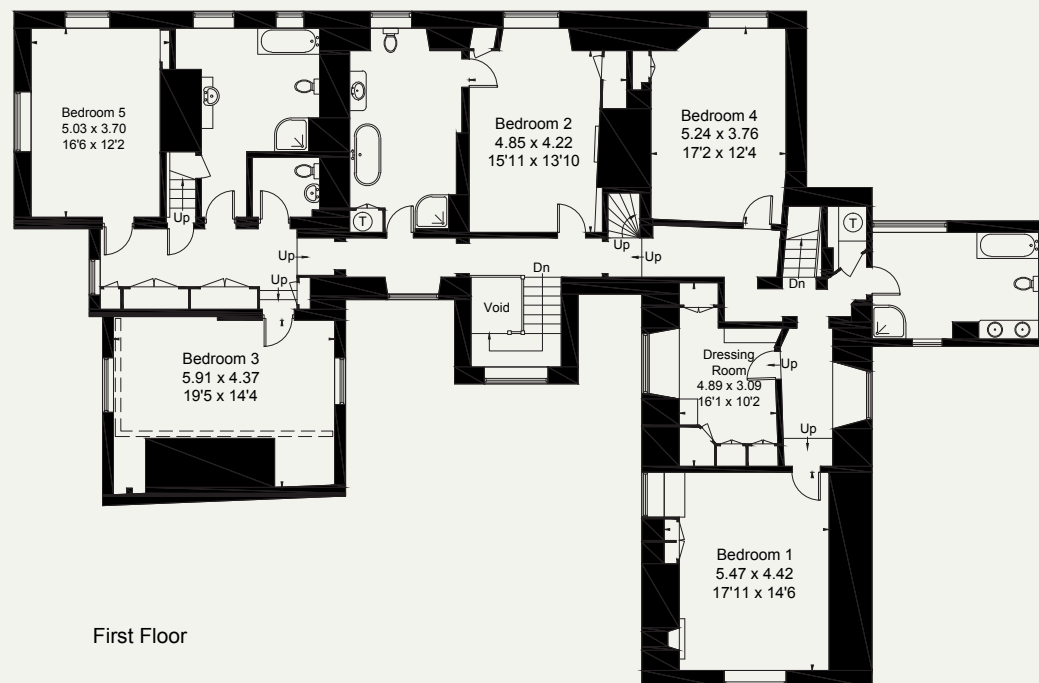 Bedroom 5
5.03 x 3.70
16'6 x 12'2
Bedroom 2
4.85 x 4.22
15'11 x 13'10
Bedroom 4
5.24 x 3.76
17'2 x 12'4
Up
T
T
Up
Up
Up
Dn
Void
Dn
Bedroom 3
5.91 x 4.37
19'5 x 14'4
Dressing
Room
4.89 x 3.09
16'1 x 10'2
Up
Up
Bedroom 1
5.47 x 4.42
17'11 x 14'6
First Floor